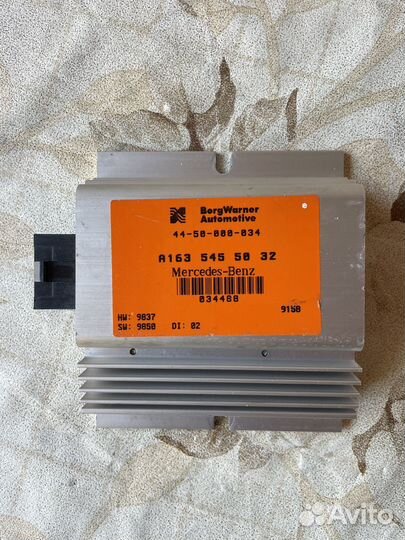 BorgWarner
Automotive
44-50-000-034
A163 545 50 32
Mercedes-Benz
034488
9158
HW: 9837
SW: 9850 DI: 02
Avito